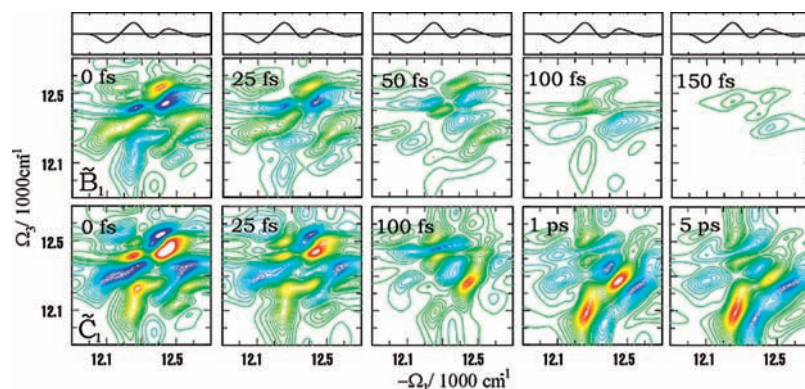 0 fs 25 fs 50 fs 100 fs 150 fs
12.5
12.1
B̃₁
Ω₃/ 1000cm⁻¹
0 fs 25 fs 100 fs 1 ps 5 ps
12.5
12.1
C̃₁
12.1 12.5 12.1 12.5 12.1 12.5 12.1 12.5 12.1 12.5
−Ω₁/ 1000 cm⁻¹